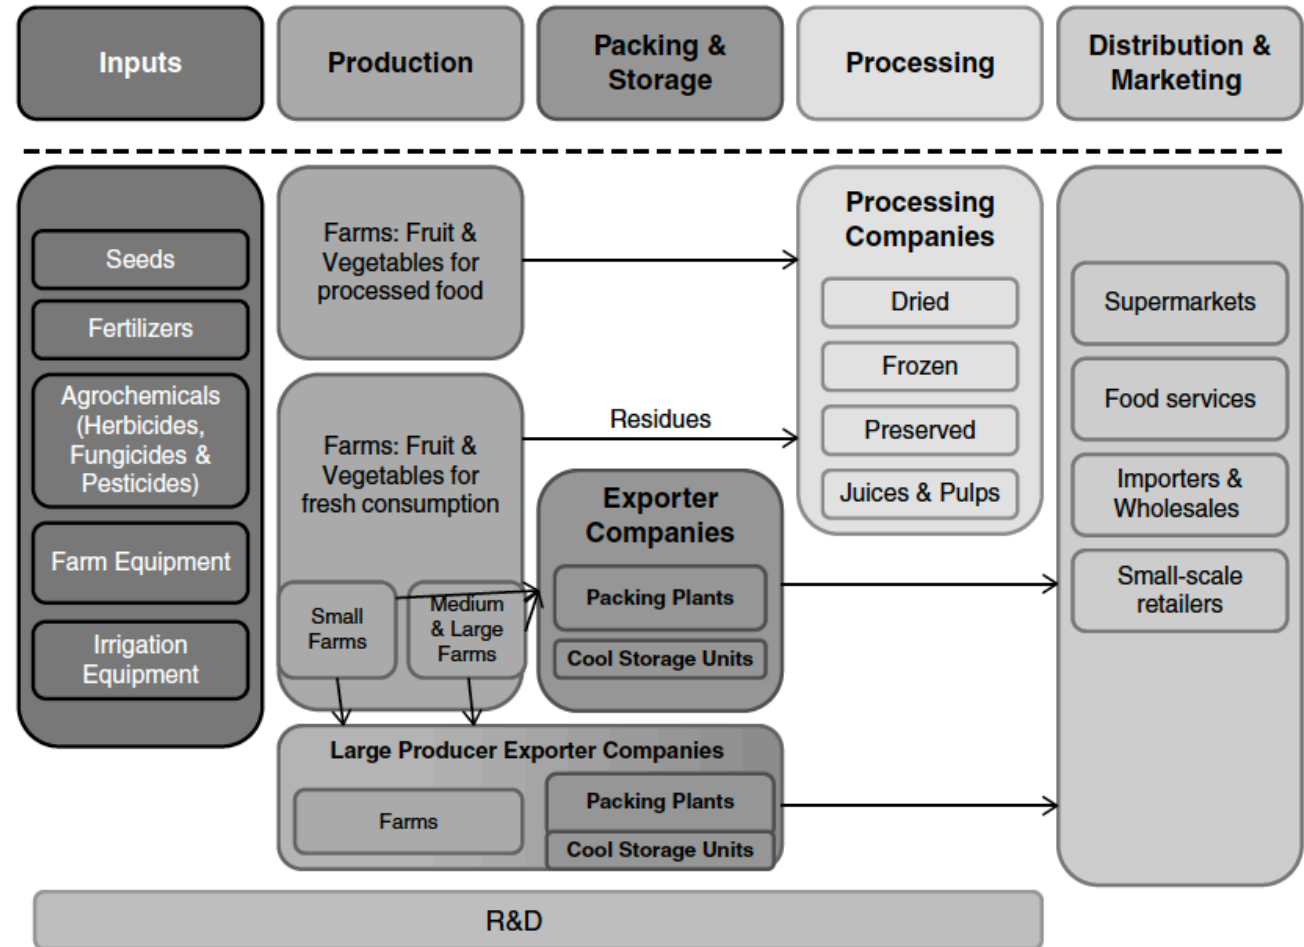 Inputs
Production
Packing &
Storage
Processing
Distribution &
Marketing
Seeds
Fertilizers
Agrochemicals
(Herbicides,
Fungicides &
Pesticides)
Farm Equipment
Irrigation
Equipment
Farms: Fruit &
Vegetables for
processed food
Farms: Fruit &
Vegetables for
fresh consumption
Small
Farms
Medium
& Large
Farms
Residues
Exporter
Companies
Packing Plants
Cool Storage Units
Large Producer Exporter Companies
Farms
Packing Plants
Cool Storage Units
Processing
Companies
Dried
Frozen
Preserved
Juices & Pulps
Supermarkets
Food services
Importers &
Wholesales
Small-scale
retailers
R&D